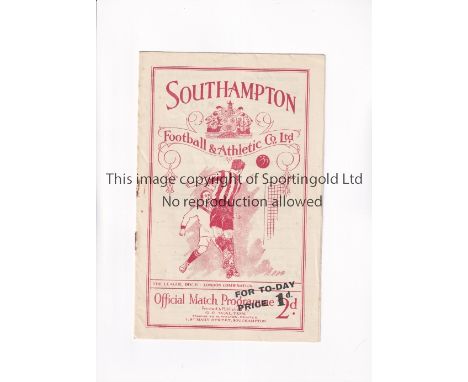 SOUTHAMPTON
Football & Athletic Co. Ltd
This image copyright of Sportingold Ltd
No reproduction allowed
THE LEAGUE, DIV. II. LONDON COMBINATION
FOR TO-DAY
PRICE 1d.
Official Match Programme 2d.